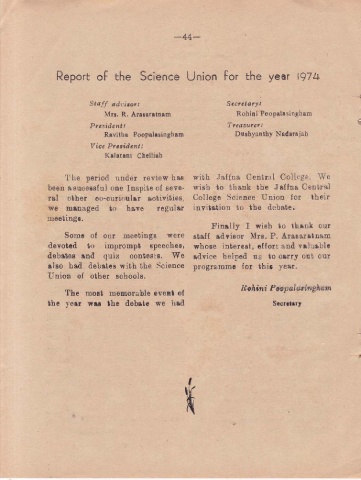 —44—
Report of the Science Union for the year 1974
Staff advisor:
Mrs. R. Arasaratnam
President:
Ravitha Poopalasingham
Vice President:
Kalarani Chelliah
Secretary:
Rohini Poopalasingham
Treasurer:
Dushyanthy Nadarajah
The period under review has
been a successful one Inspite of seve-
ral other co-curicular activities,
we managed to have regular
meetings.
Some of our meetings were
devoted to impromptu speeches,
debates and quiz contests. We
also had debates with the Science
Union of other schools.
The most memorable event of
the year was the debate we had
with Jaffna Central College. We
wish to thank the Jaffna Central
College Science Union for their
invitation to the debate.
Finally I wish to thank our
staff advisor Mrs. P. Arasaratnam
whose interest, effort and valuable
advice helped us to carry out our
programme for this year.
Rohini Poopalasingham
Secretary